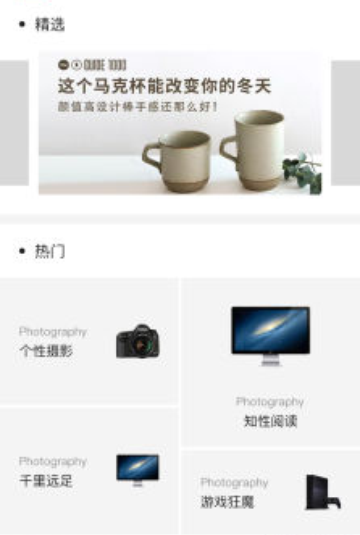 精选
GUIDE 1000
这个马克杯能改变你的冬天
颜值高设计棒手感还那么好!
热门
Photography
个性摄影
Photography
知性阅读
Photography
千里远足
Photography
游戏狂魔